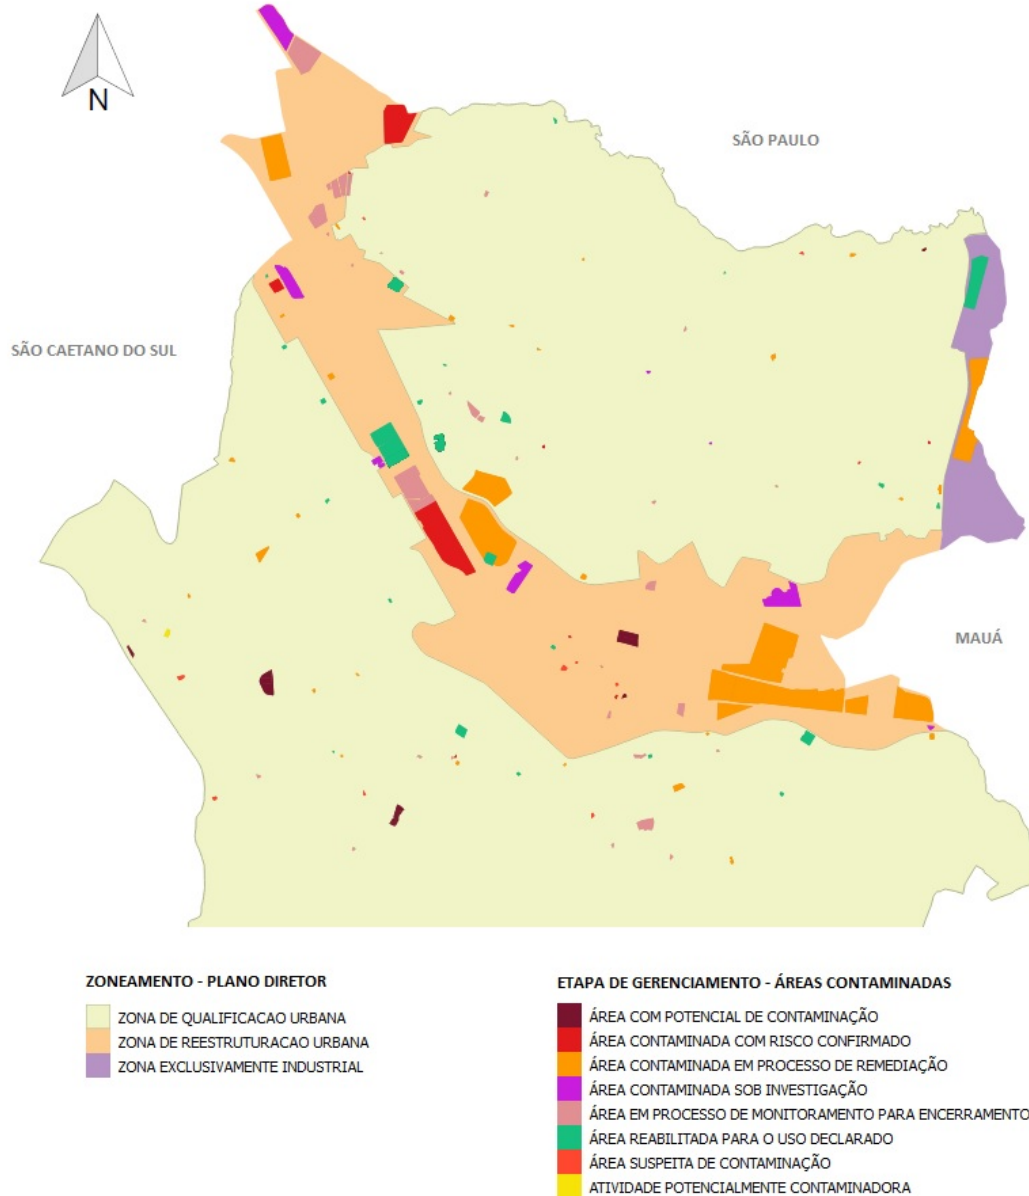 N
SÃO PAULO
SÃO CAETANO DO SUL
MAUÁ
ZONEAMENTO - PLANO DIRETOR
ZONA DE QUALIFICACAO URBANA
ZONA DE REESTRUTURACAO URBANA
ZONA EXCLUSIVAMENTE INDUSTRIAL
ETAPA DE GERENCIAMENTO - ÁREAS CONTAMINADAS
ÁREA COM POTENCIAL DE CONTAMINAÇÃO
ÁREA CONTAMINADA COM RISCO CONFIRMADO
ÁREA CONTAMINADA EM PROCESSO DE REMEDIAÇÃO
ÁREA CONTAMINADA SOB INVESTIGAÇÃO
ÁREA EM PROCESSO DE MONITORAMENTO PARA ENCERRAMENTO
ÁREA REABILITADA PARA O USO DECLARADO
ÁREA SUSPEITA DE CONTAMINAÇÃO
ATIVIDADE POTENCIALMENTE CONTAMINADORA